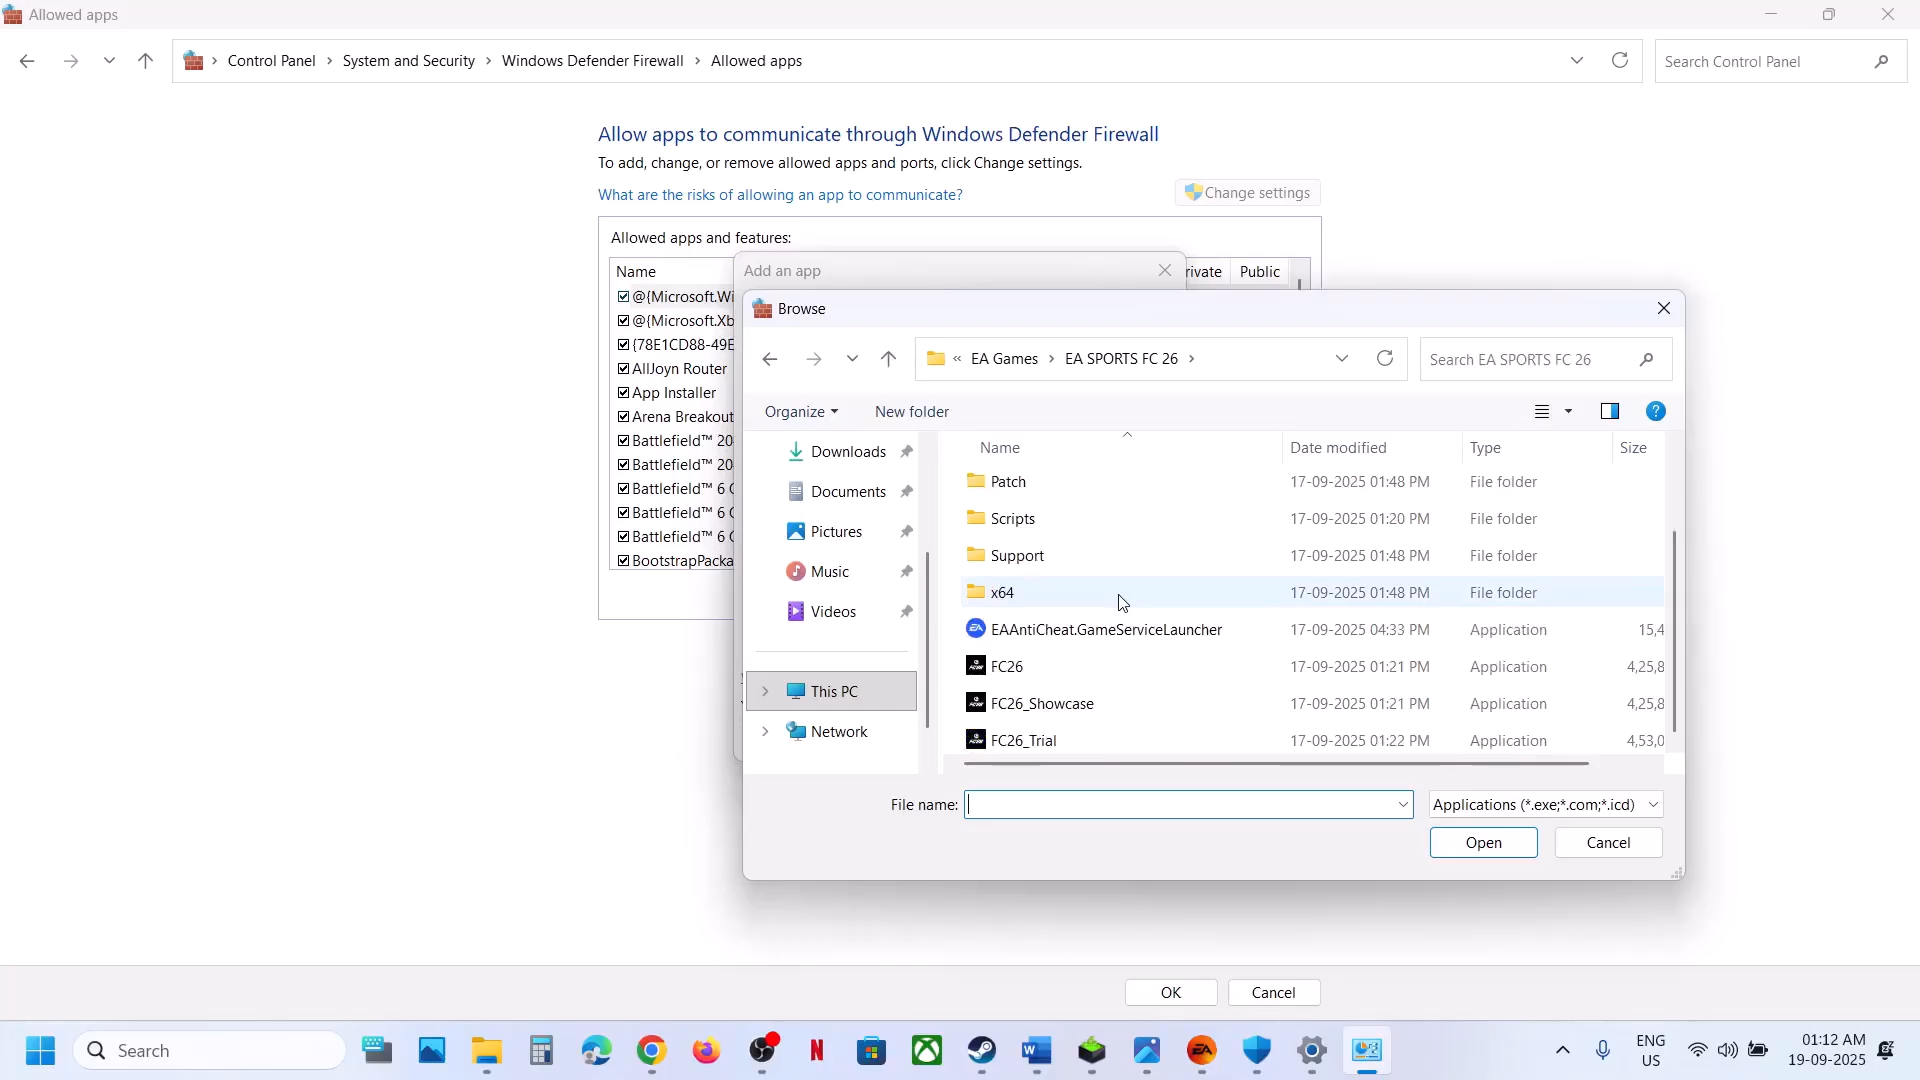 Allowed apps
Control Panel > System and Security > Windows Defender Firewall > Allowed apps
Search Control Panel
Allow apps to communicate through Windows Defender Firewall
To add, change, or remove allowed apps and ports, click Change settings.
What are the risks of allowing an app to communicate?
Change settings
Allowed apps and features:
Name
rivate
Public
@{Microsoft.Wi
@{Microsoft.Xb
{78E1CD88-49E
AllJoyn Router
App Installer
Arena Breakout
Battlefield™ 20
Battlefield™ 20
Battlefield™ 6 O
Battlefield™ 6 O
Battlefield™ 6 O
BootstrapPacka
Add an app
Browse
« EA Games > EA SPORTS FC 26 >
Search EA SPORTS FC 26
Organize
New folder
Downloads
Documents
Pictures
Music
Videos
This PC
Network
Name Date modified Type Size
Patch 17-09-2025 01:48 PM File folder
Scripts 17-09-2025 01:20 PM File folder
Support 17-09-2025 01:48 PM File folder
x64 17-09-2025 01:48 PM File folder
EAAntiCheat.GameServiceLauncher 17-09-2025 04:33 PM Application 15,4
FC26 17-09-2025 01:21 PM Application 4,25,8
FC26_Showcase 17-09-2025 01:21 PM Application 4,25,8
FC26_Trial 17-09-2025 01:22 PM Application 4,53,0
File name:
Applications (*.exe;*.com;*.icd)
Open
Cancel
OK
Cancel
Search
ENG
US
01:12 AM
19-09-2025